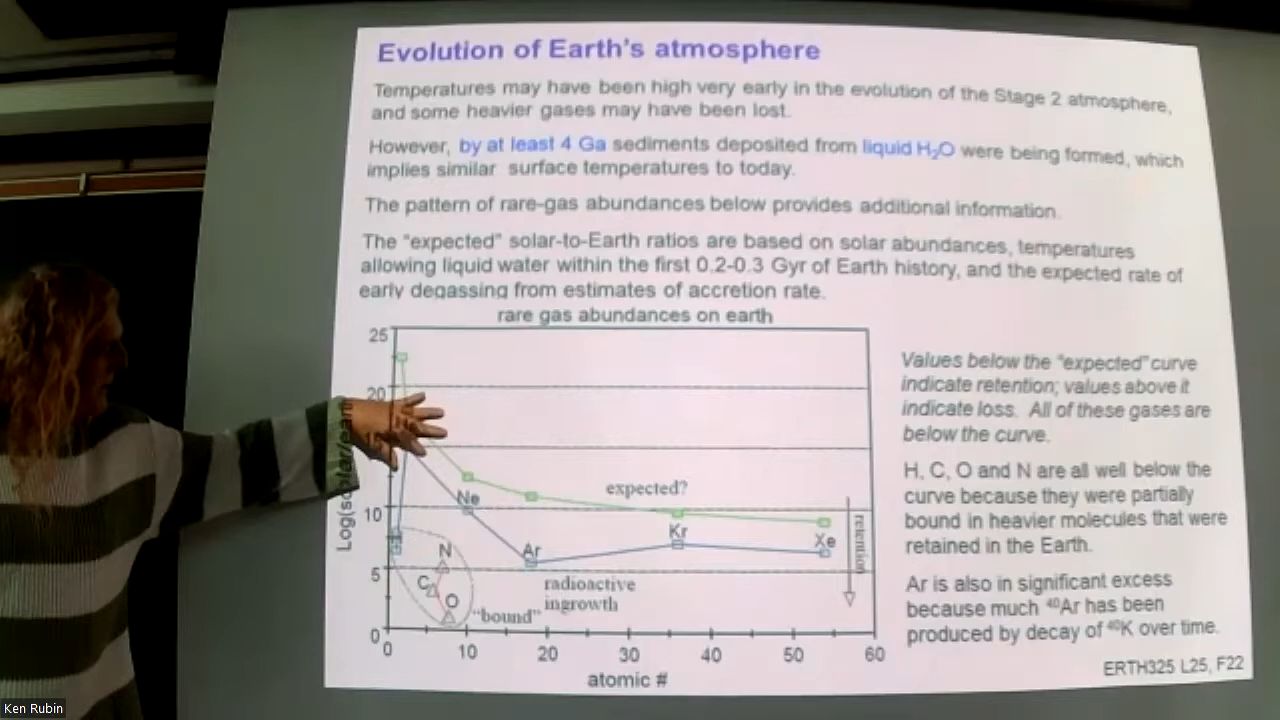 Evolution of Earth's atmosphere
Temperatures may have been high very early in the evolution of the Stage 2 atmosphere,
and some heavier gases may have been lost.
However, by at least 4 Ga sediments deposited from liquid H₂O were being formed, which
implies similar surface temperatures to today.
The pattern of rare-gas abundances below provides additional information.
The "expected" solar-to-Earth ratios are based on solar abundances, temperatures
allowing liquid water within the first 0.2-0.3 Gyr of Earth history, and the expected rate of
early degassing from estimates of accretion rate.
rare gas abundances on earth
25
20
10
5
0
Log(solar/earth
expected?
Ne
Ar
Kr
Xe
N
C
O
"bound"
radioactive
ingrowth
retention
0 10 20 30 40 50 60
atomic #
Values below the "expected" curve
indicate retention; values above it
indicate loss. All of these gases are
below the curve.
H, C, O and N are all well below the
curve because they were partially
bound in heavier molecules that were
retained in the Earth.
Ar is also in significant excess
because much ⁴⁰Ar has been
produced by decay of ⁴⁰K over time.
ERTH325 L25, F22
Ken Rubin